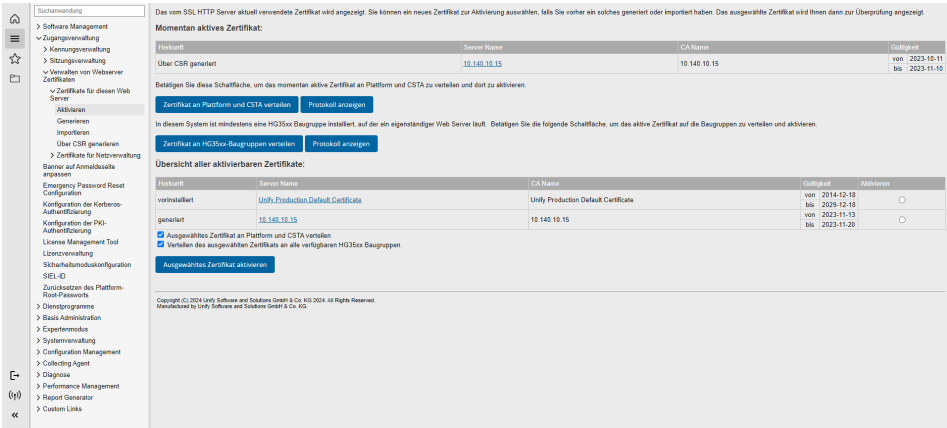 Suchanwendung
Software Management
Zugangsverwaltung
Kennungsverwaltung
Sitzungsverwaltung
Verwalten von Webserver
Zertifikaten
Zertifikate für diesen Web
Server
Aktivieren
Generieren
Importieren
Über CSR generieren
Zertifikate für Netzverwaltung
Banner auf Anmeldeseite
anpassen
Emergency Password Reset
Configuration
Konfiguration der Kerberos-
Authentifizierung
Konfiguration der PKI-
Authentifizierung
License Management Tool
Lizenzverwaltung
Sicherheitsmoduskonfiguration
SIEL-ID
Zurücksetzen des Plattform-
Root-Passworts
Dienstprogramme
Basis Administration
Expertenmodus
Systemverwaltung
Configuration Management
Collecting Agent
Diagnose
Performance Management
Report Generator
Custom Links
Das vom SSL HTTP Server aktuell verwendete Zertifikat wird angezeigt. Sie können ein neues Zertifikat zur Aktivierung auswählen, falls Sie vorher ein solches generiert oder importiert haben. Das ausgewählte Zertifikat wird Ihnen dann zur Überprüfung angezeigt.
Momentan aktives Zertifikat:
Herkunft Server Name CA Name Gültigkeit
Über CSR generiert 10.140.10.15 10.140.10.15 von 2023-10-11
bis 2023-11-10
Betätigen Sie diese Schaltfläche, um das momentan aktive Zertifikat an Plattform und CSTA zu verteilen und dort zu aktivieren.
Zertifikat an Plattform und CSTA verteilen Protokoll anzeigen
In diesem System ist mindestens eine HG35xx Baugruppe installiert, auf der ein eigenständiger Web Server läuft. Betätigen Sie die folgende Schaltfläche, um das aktive Zertifikat auf die Baugruppen zu verteilen und aktivieren.
Zertifikat an HG35xx-Baugruppen verteilen Protokoll anzeigen
Übersicht aller aktivierbaren Zertifikate:
Herkunft Server Name CA Name Gültigkeit Aktivieren
vorinstalliert Unify Production Default Certificate Unify Production Default Certificate von 2014-12-18
bis 2029-12-18
generiert 10.140.10.15 10.140.10.15 von 2023-11-13
bis 2023-11-20
Ausgewähltes Zertifikat an Plattform und CSTA verteilen
Verteilen des ausgewählten Zertifikats an alle verfügbaren HG35xx Baugruppen.
Ausgewähltes Zertifikat aktivieren
Copyright (C) 2024 Unify Software and Solutions GmbH & Co. KG 2024. All Rights Reserved.
Manufactured by Unify Software and Solutions GmbH & Co. KG.